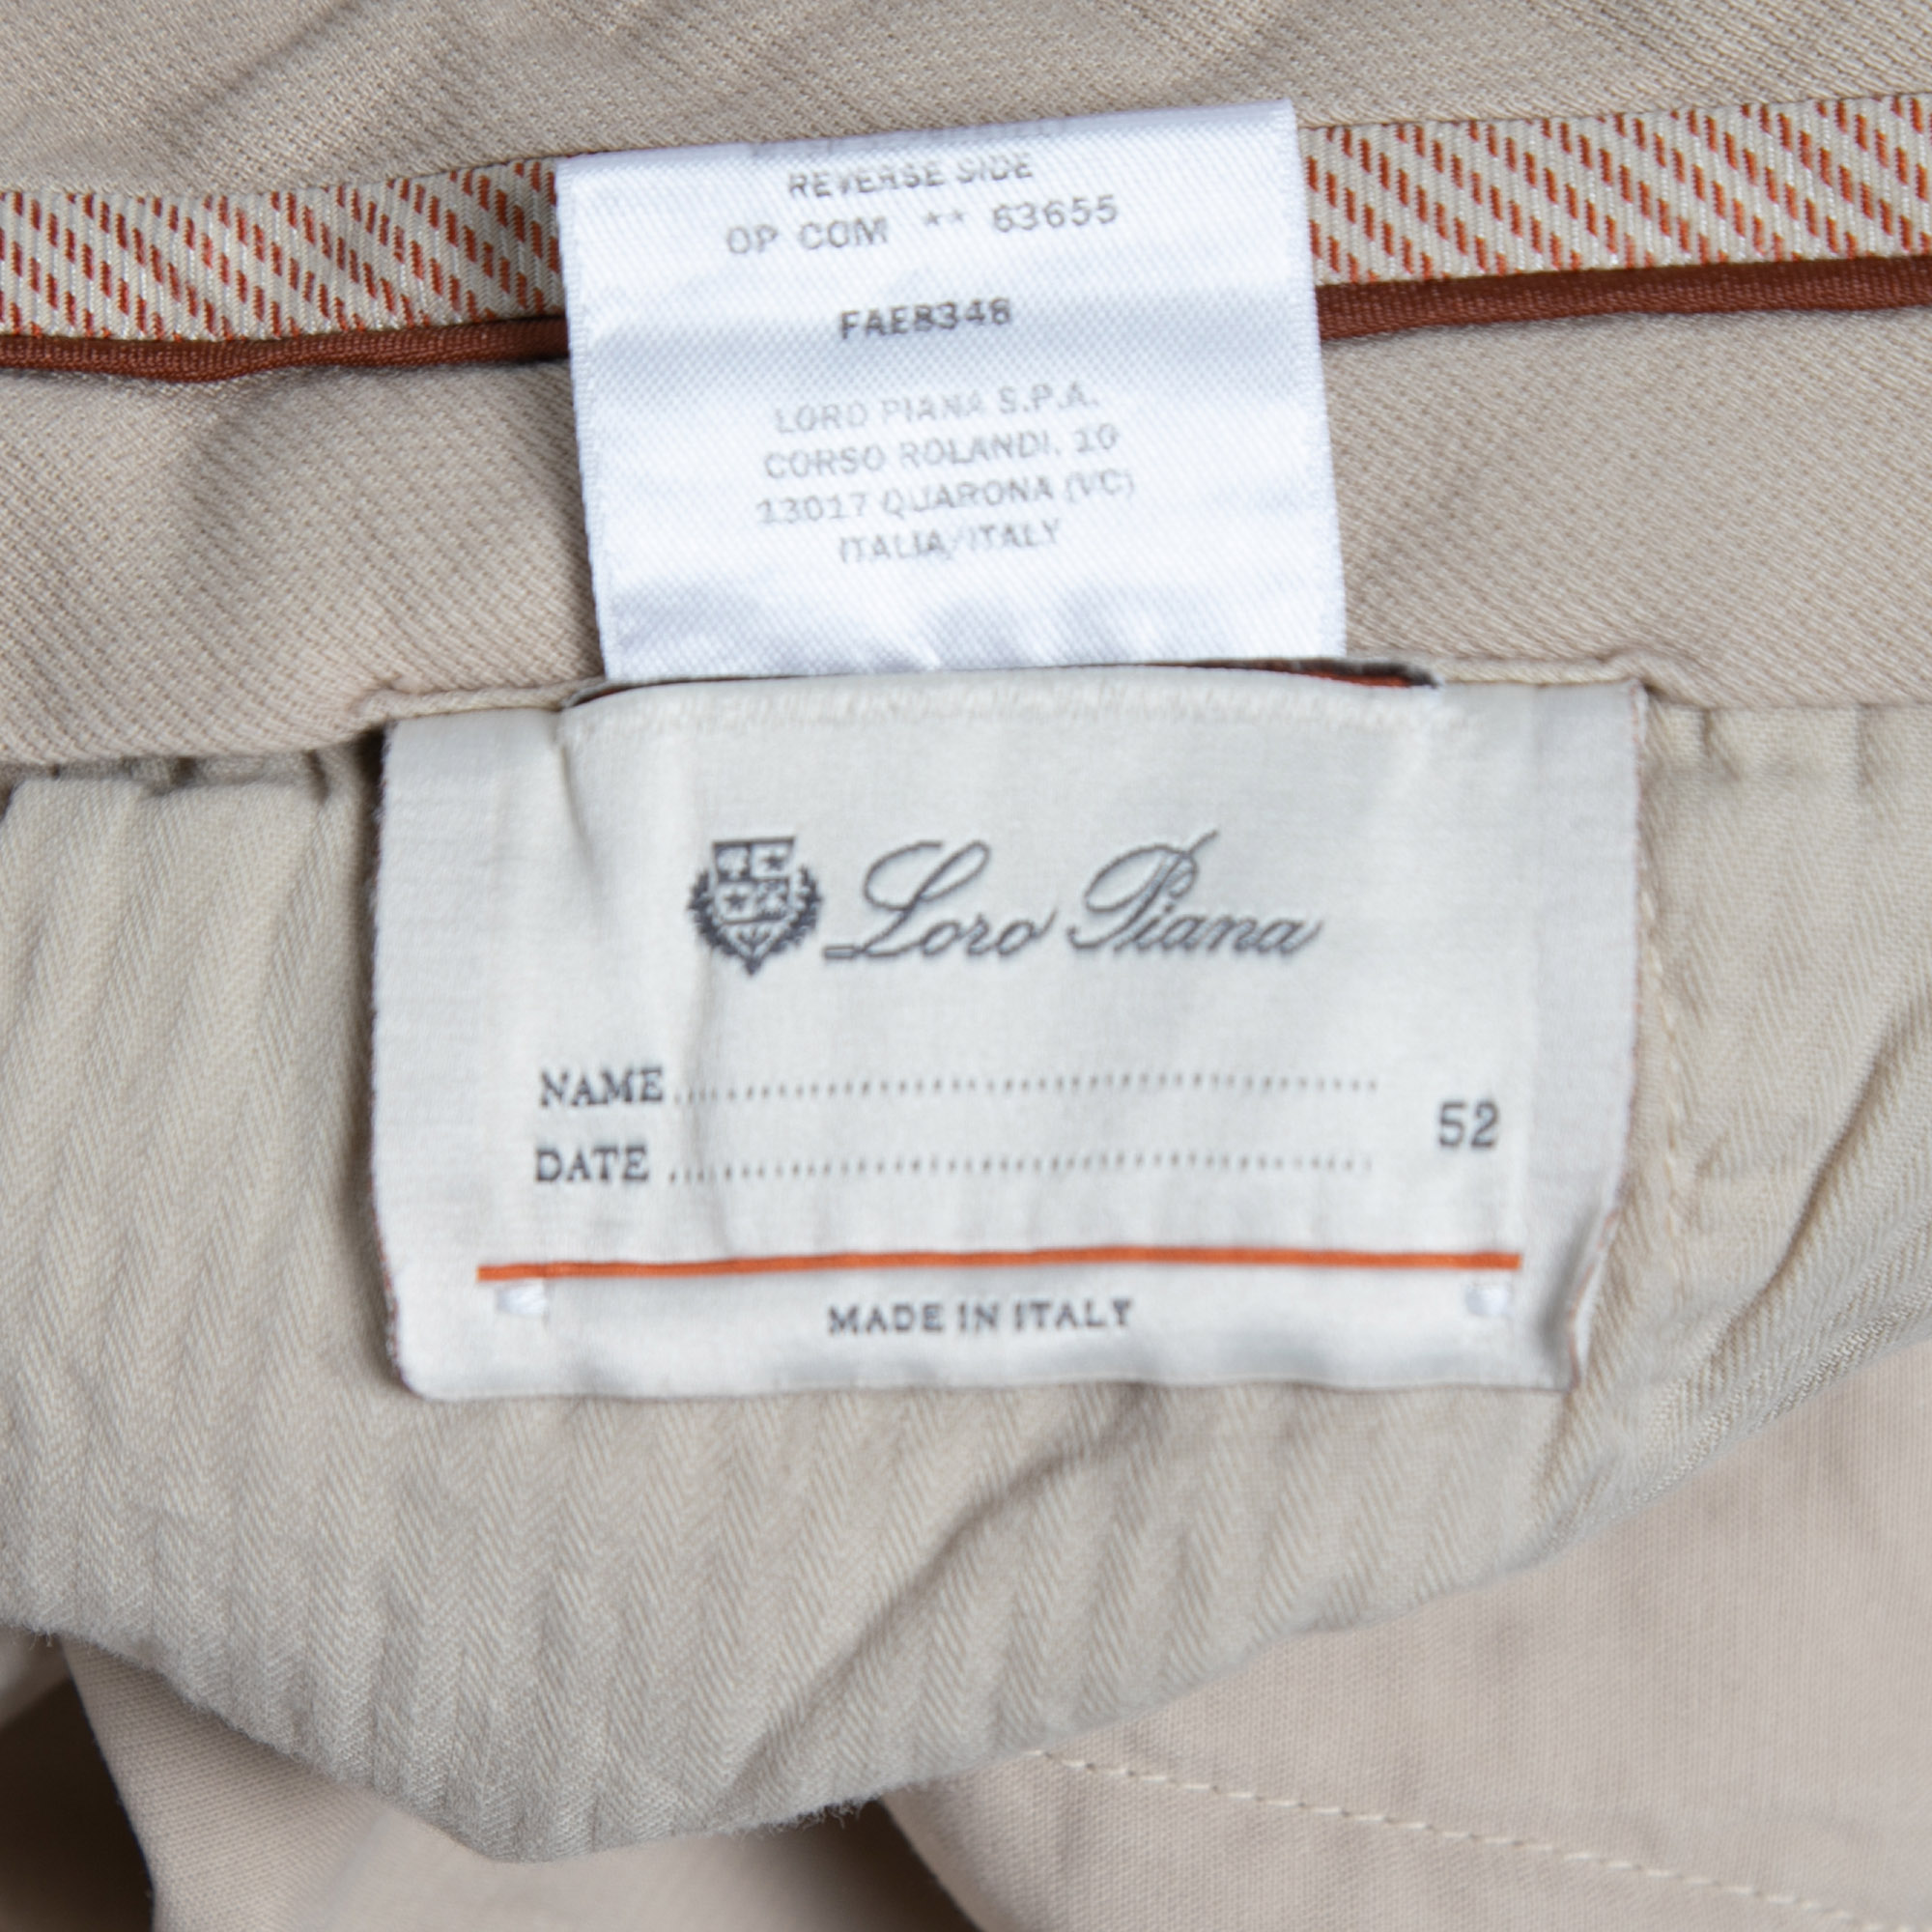 REVERSE SIDE
OP COM ** 63655
FAE8346
LORO PIANA S.P.A.
CORSO ROLANDI, 10
13017 QUARONA (VC)
ITALIA/ITALY
Loro Piana
NAME
52
DATE
MADE IN ITALY